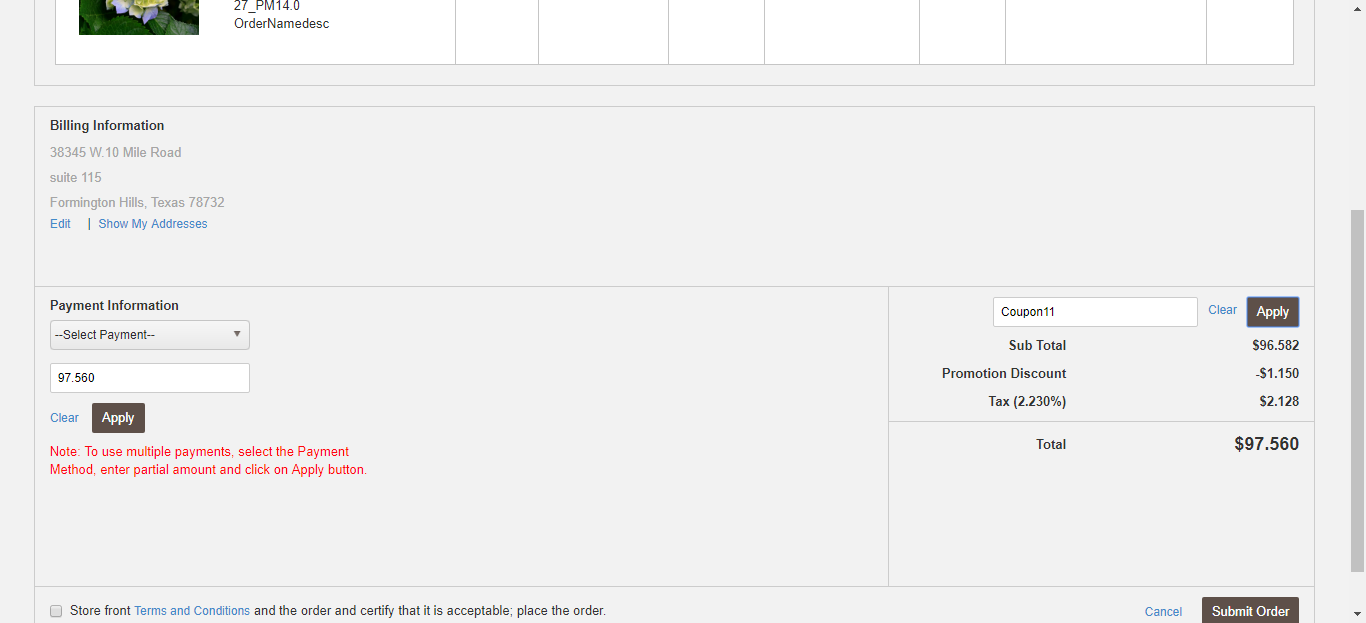 27_PM14.0
OrderNamedesc
Billing Information
38345 W.10 Mile Road
suite 115
Formington Hills, Texas 78732
Edit | Show My Addresses
Payment Information
--Select Payment--
97.560
Clear Apply
Note: To use multiple payments, select the Payment
Method, enter partial amount and click on Apply button.
Coupon11 Clear Apply
Sub Total $96.582
Promotion Discount -$1.150
Tax (2.230%) $2.128
Total $97.560
Store front Terms and Conditions and the order and certify that it is acceptable; place the order.
Cancel Submit Order